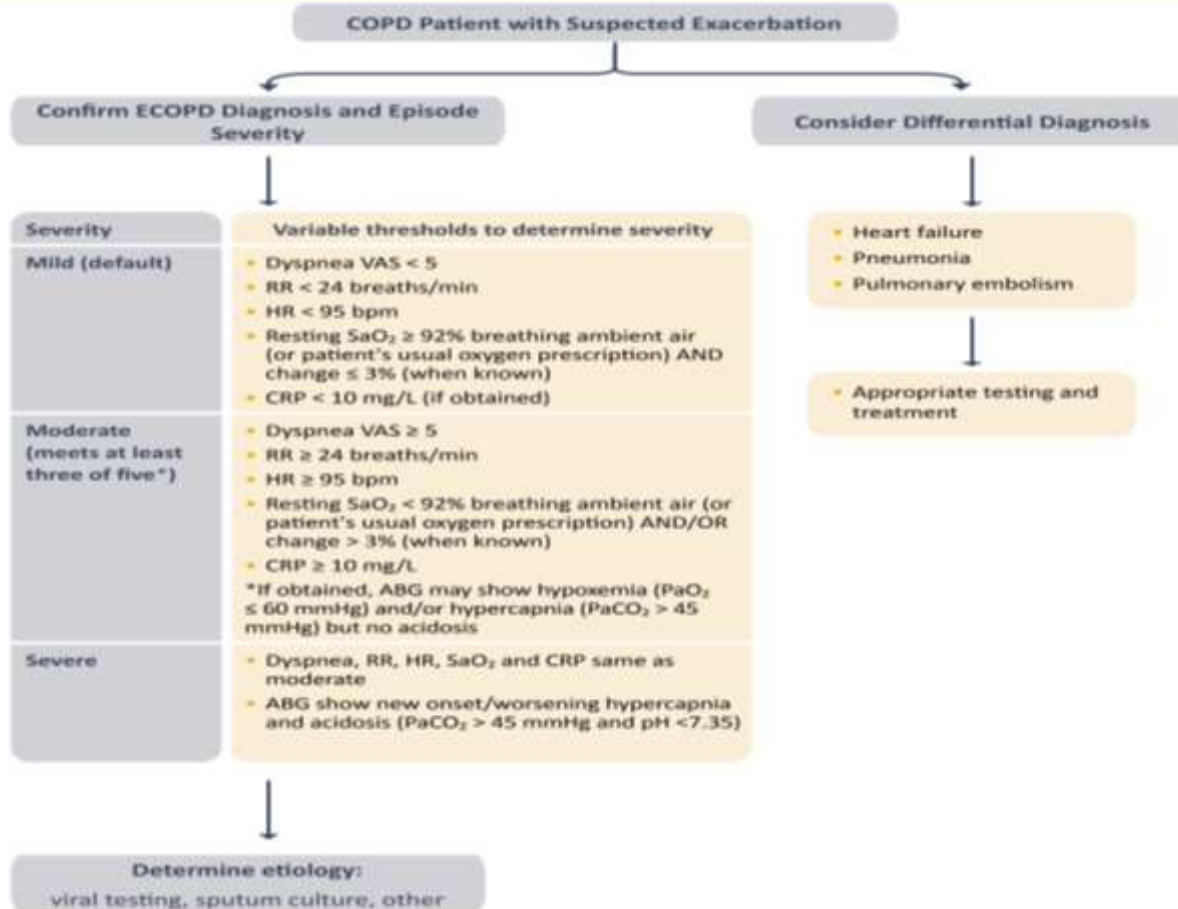 COPD Patient with Suspected Exacerbation
Confirm ECOPD Diagnosis and Episode
Severity
Consider Differential Diagnosis
Severity
Variable thresholds to determine severity
Mild (default)
• Dyspnea VAS < 5
• RR < 24 breaths/min
• HR < 95 bpm
• Resting SaO₂ ≥ 92% breathing ambient air
(or patient's usual oxygen prescription) AND
change ≤ 3% (when known)
• CRP < 10 mg/L (if obtained)
Moderate
(meets at least
three of five*)
• Dyspnea VAS ≥ 5
• RR ≥ 24 breaths/min
• HR ≥ 95 bpm
• Resting SaO₂ < 92% breathing ambient air (or
patient's usual oxygen prescription) AND/OR
change > 3% (when known)
• CRP ≥ 10 mg/L
*If obtained, ABG may show hypoxemia (PaO₂
≤ 60 mmHg) and/or hypercapnia (PaCO₂ > 45
mmHg) but no acidosis
Severe
• Dyspnea, RR, HR, SaO₂ and CRP same as
moderate
• ABG show new onset/worsening hypercapnia
and acidosis (PaCO₂ > 45 mmHg and pH <7.35)
• Heart failure
• Pneumonia
• Pulmonary embolism
• Appropriate testing and
treatment
Determine etiology:
viral testing, sputum culture, other